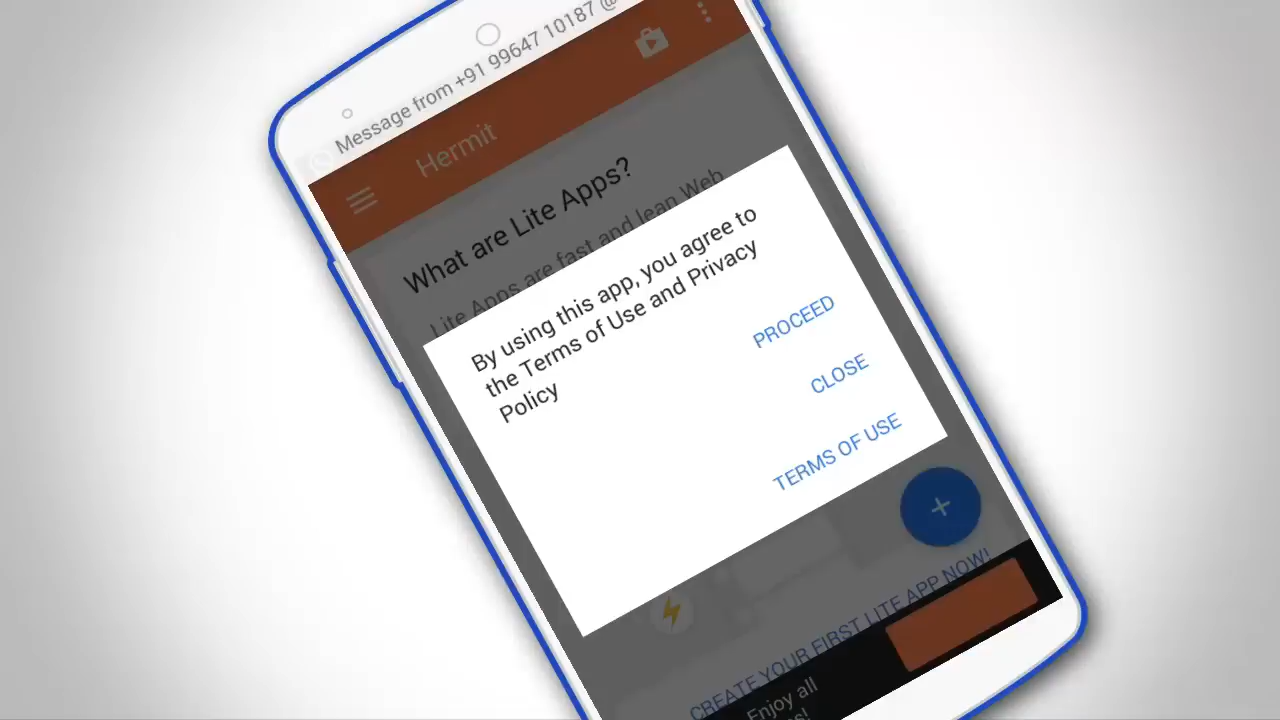 Message from +91 99647 10187 @
Hermit
What are Lite Apps?
Lite Apps are fast and lean Web
By using this app, you agree to
the Terms of Use and Privacy
Policy
PROCEED
CLOSE
TERMS OF USE
CREATE YOUR FIRST LITE APP NOW!
Enjoy all